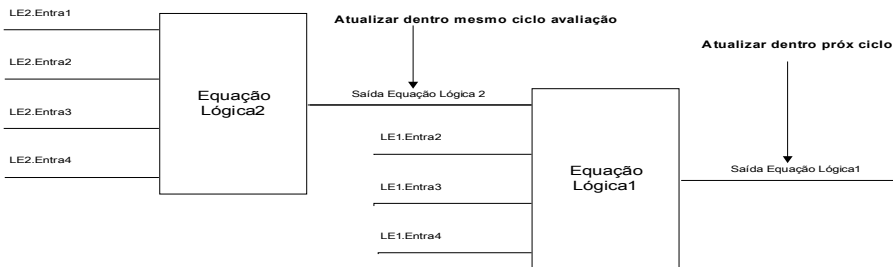 LE2.Entra1
LE2.Entra2
LE2.Entra3
LE2.Entra4
Equação
Lógica2
Atualizar dentro mesmo ciclo avaliação
Saída Equação Lógica 2
LE1.Entra2
LE1.Entra3
LE1.Entra4
Equação
Lógica1
Atualizar dentro próx ciclo
Saída Equação Lógica1